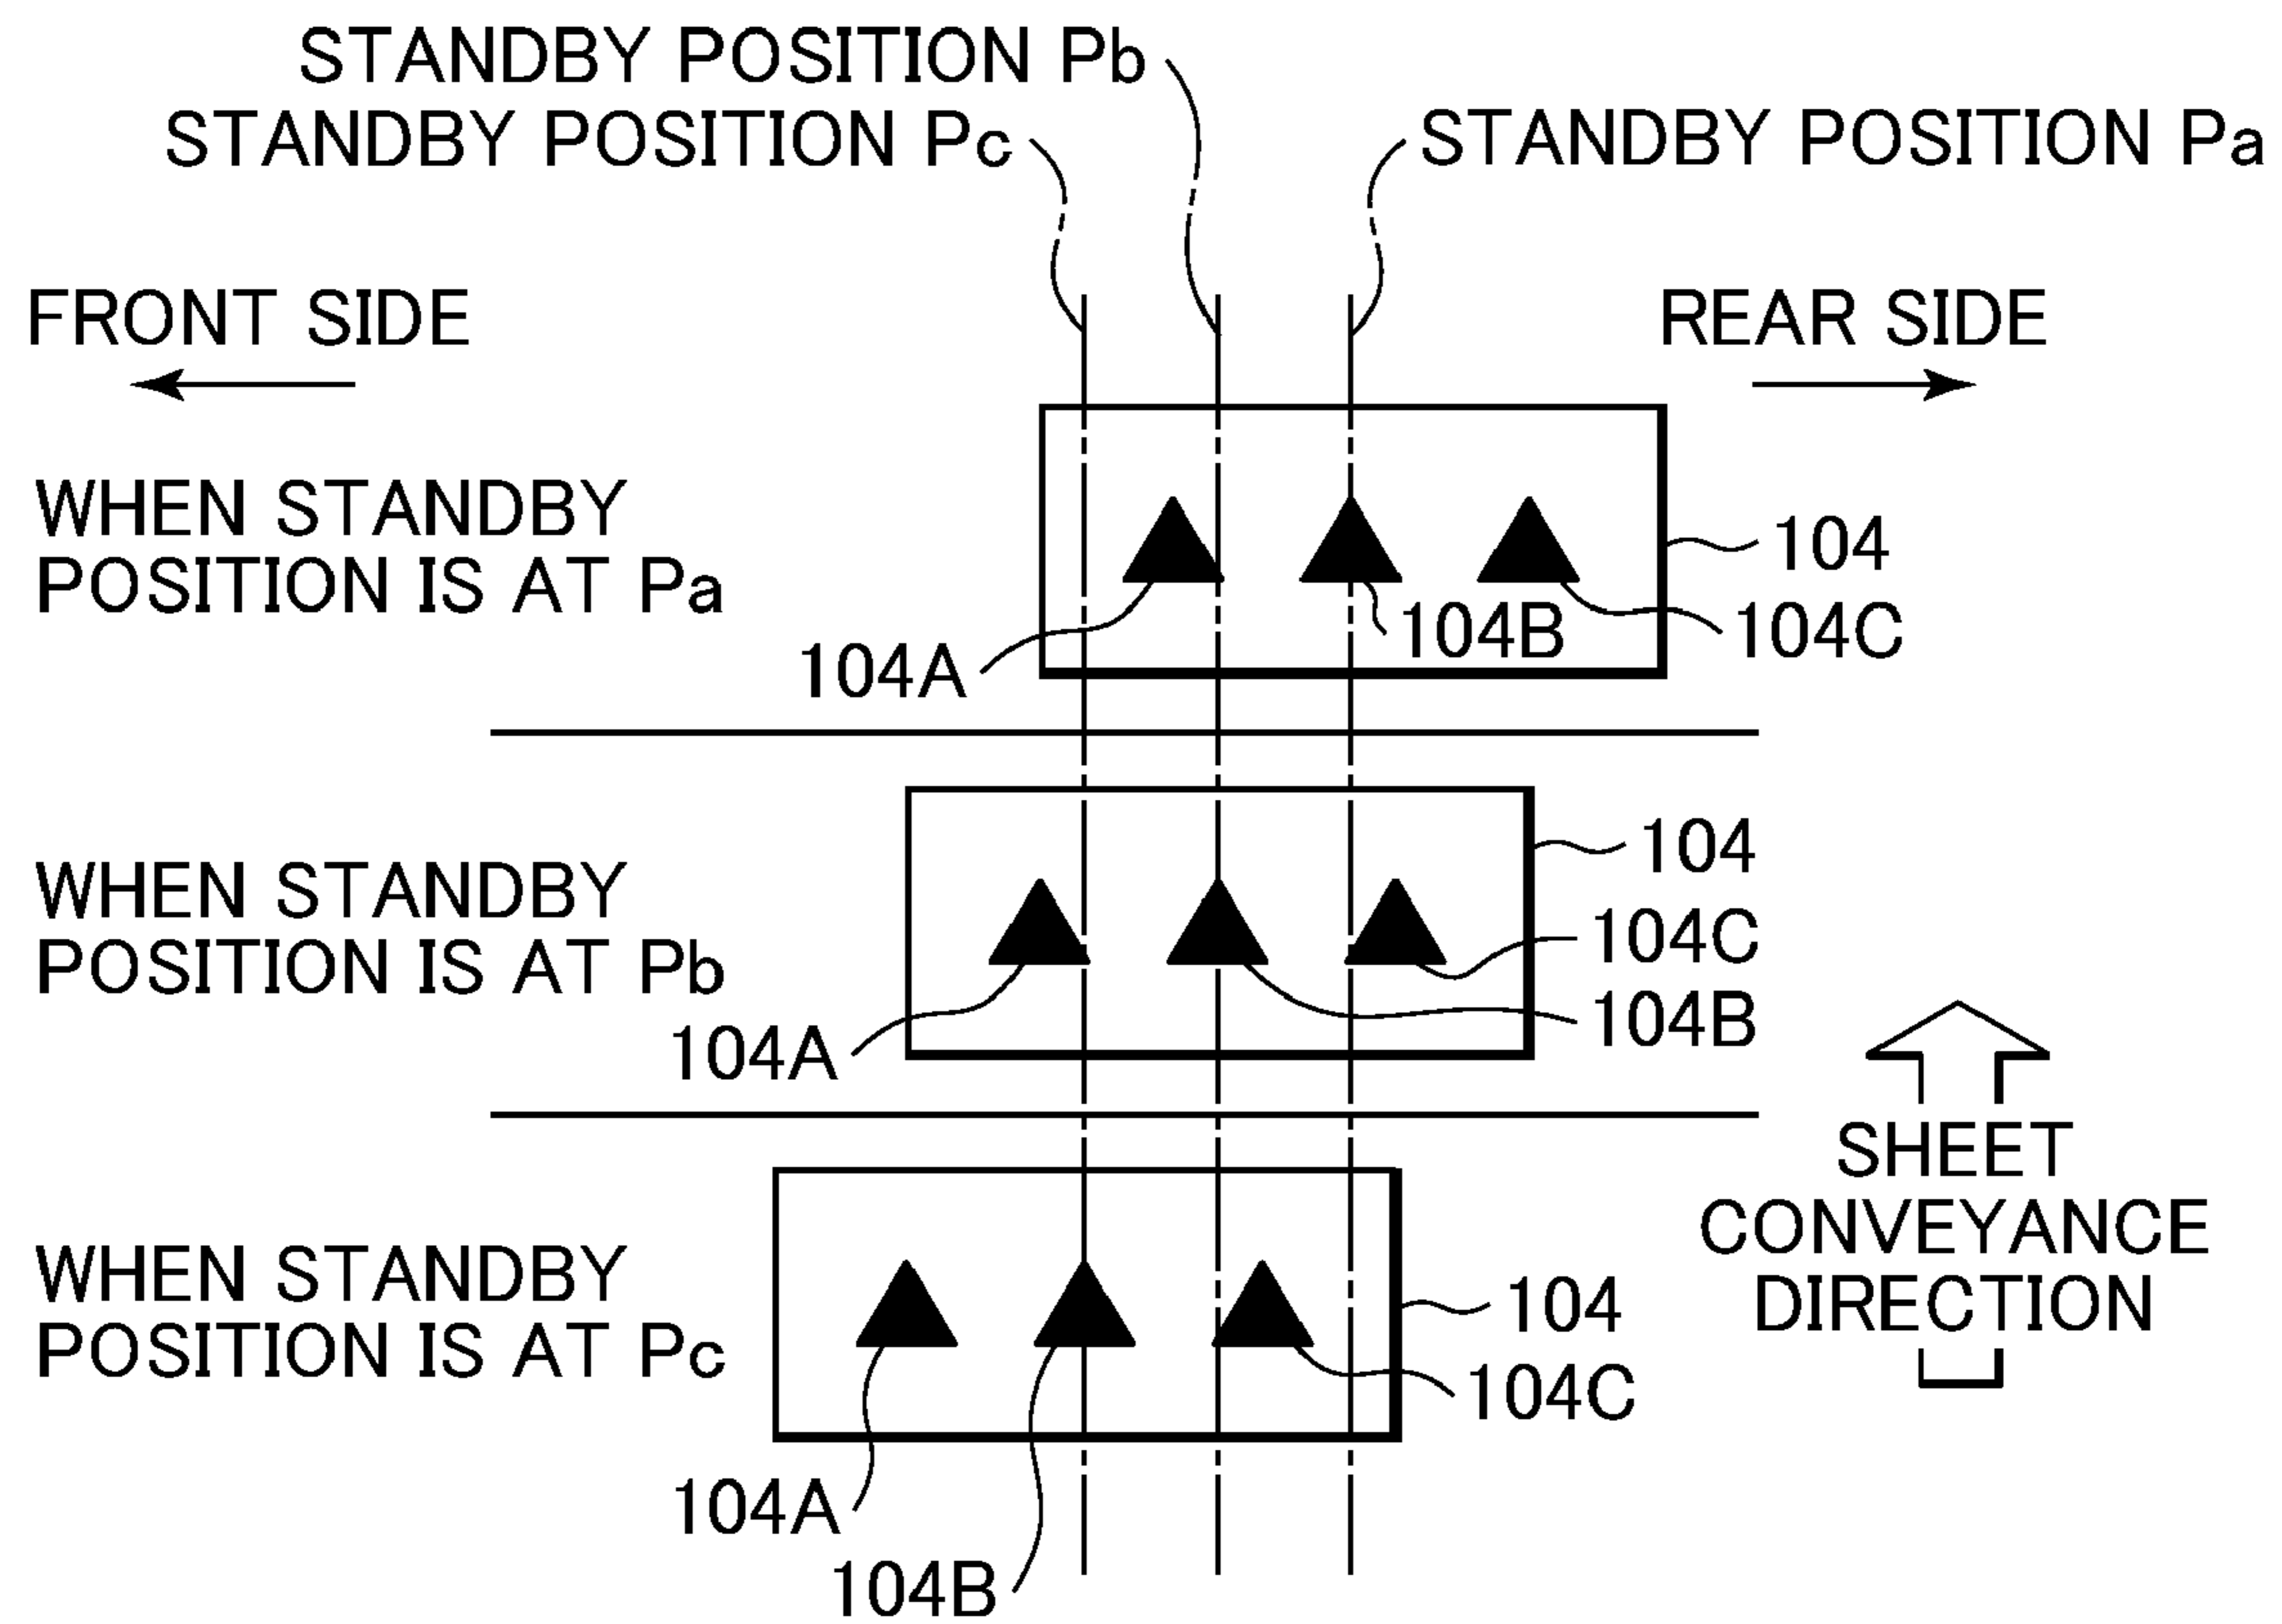 STANDBY POSITION Pb
STANDBY POSITION Pc
STANDBY POSITION Pa
FRONT SIDE
REAR SIDE
WHEN STANDBY
POSITION IS AT Pa
104
104B
104C
104A
WHEN STANDBY
POSITION IS AT Pb
104
104C
104B
104A
SHEET
CONVEYANCE
DIRECTION
WHEN STANDBY
POSITION IS AT Pc
104
104C
104A
104B